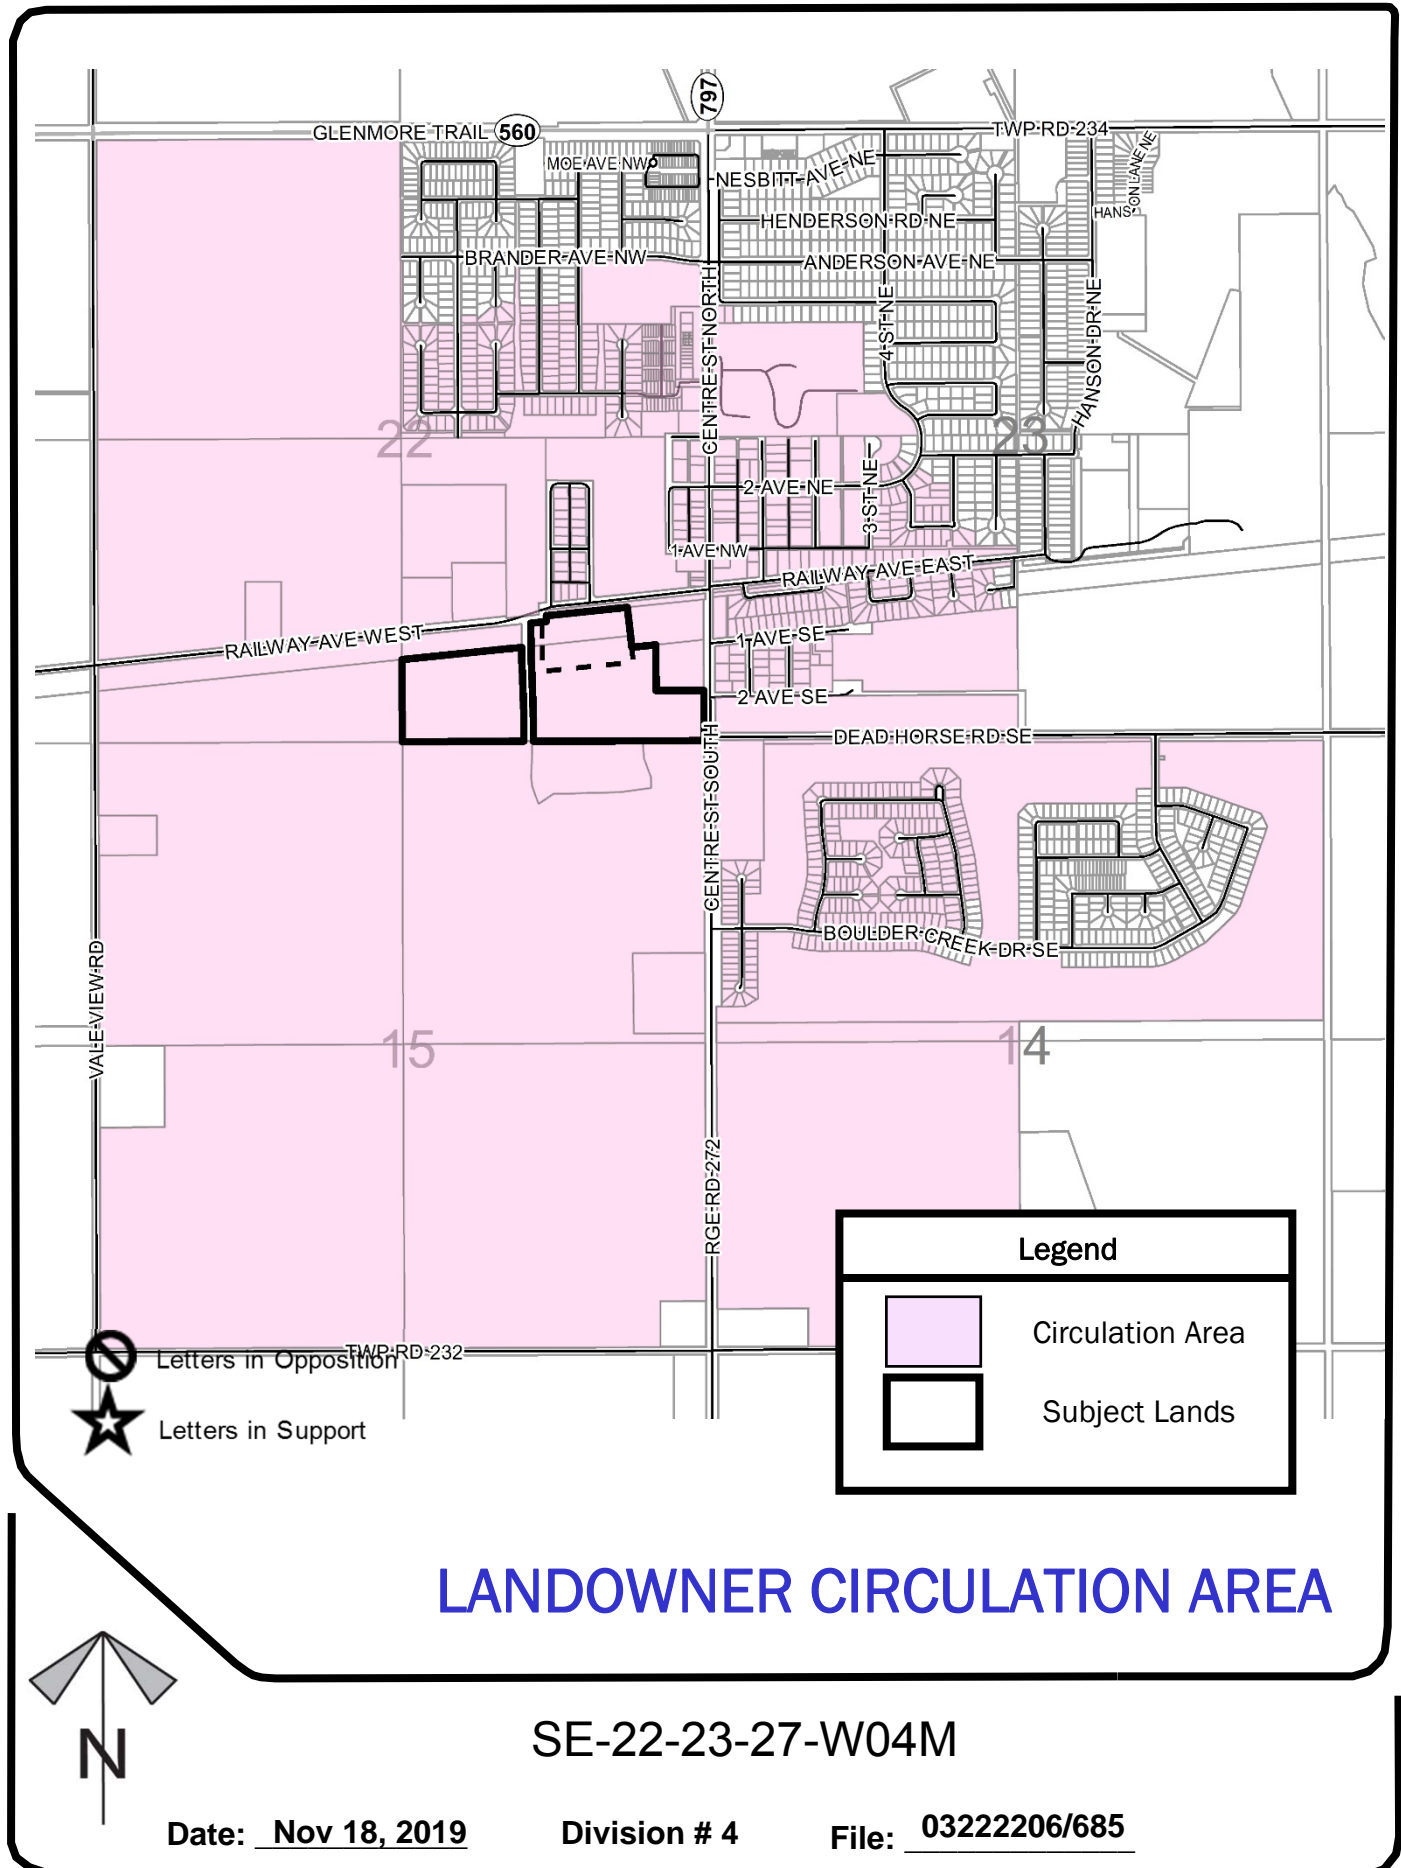 797
GLENMORE TRAIL 560
TWP RD 234
MOE AVE NW
NESBITT AVE NE
HANSON LANE NE
HANS
HENDERSON RD NE
BRANDER AVE NW
ANDERSON AVE NE
CENTRE ST NORTH
4 ST NE
HANSON DR NE
22
23
2 AVE NE
3 ST NE
1 AVE NW
RAILWAY AVE EAST
RAILWAY AVE WEST
1 AVE SE
2 AVE SE
DEAD HORSE RD SE
CENTRE ST SOUTH
BOULDER CREEK DR SE
VALE VIEW RD
15
14
RGE RD 272
Legend
Circulation Area
Subject Lands
TWP RD 232
Letters in Opposition
Letters in Support
LANDOWNER CIRCULATION AREA
N
SE-22-23-27-W04M
Date: Nov 18, 2019 Division # 4 File: 03222206/685